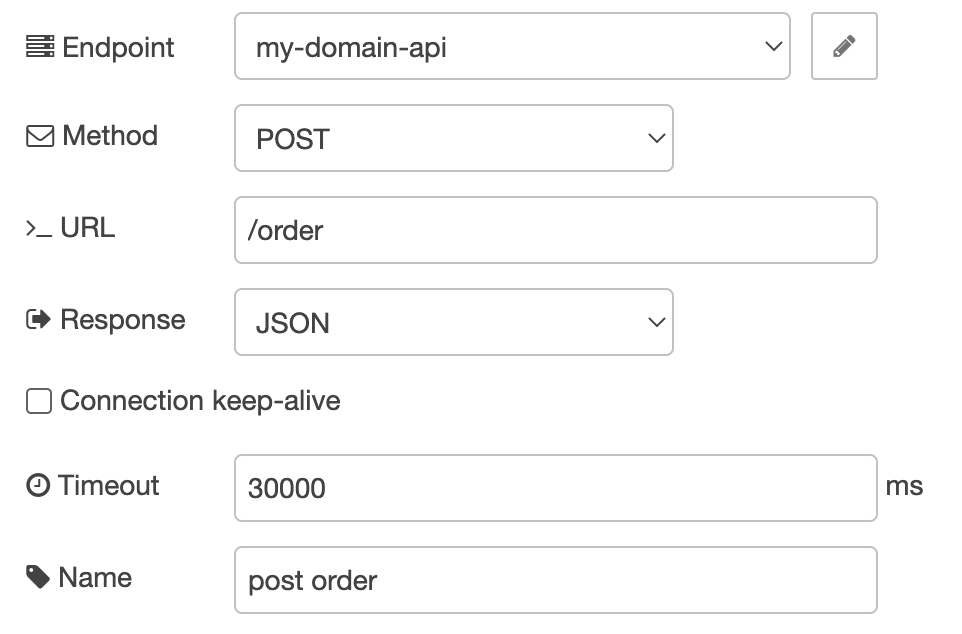 Endpoint my-domain-api
Method POST
URL /order
Response JSON
Connection keep-alive
Timeout 30000 ms
Name post order